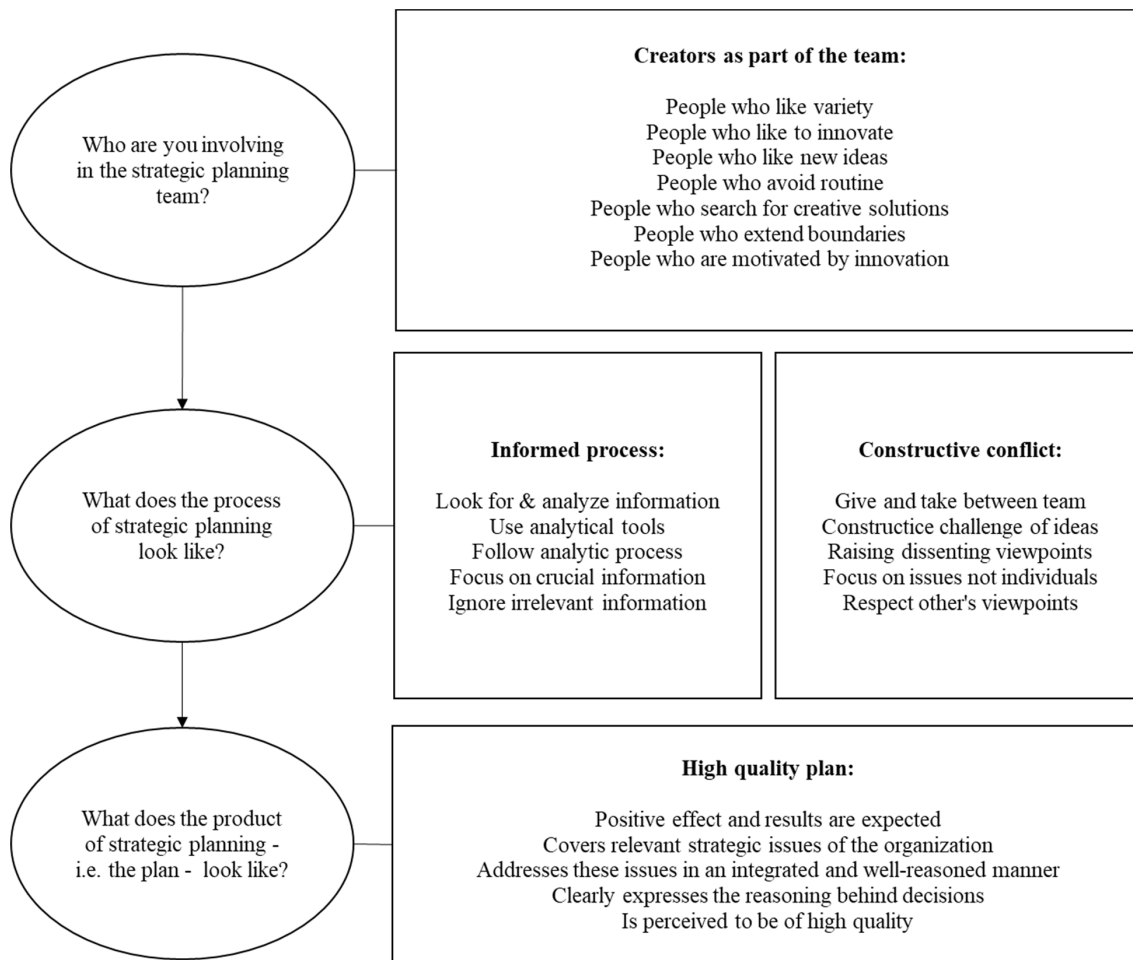 Who are you involving
in the strategic planning
team?
Creators as part of the team:
People who like variety
People who like to innovate
People who like new ideas
People who avoid routine
People who search for creative solutions
People who extend boundaries
People who are motivated by innovation
What does the process
of strategic planning
look like?
Informed process:
Look for & analyze information
Use analytical tools
Follow analytic process
Focus on crucial information
Ignore irrelevant information
Constructive conflict:
Give and take between team
Constructice challenge of ideas
Raising dissenting viewpoints
Focus on issues not individuals
Respect other's viewpoints
What does the product
of strategic planning -
i.e. the plan - look like?
High quality plan:
Positive effect and results are expected
Covers relevant strategic issues of the organization
Addresses these issues in an integrated and well-reasoned manner
Clearly expresses the reasoning behind decisions
Is perceived to be of high quality